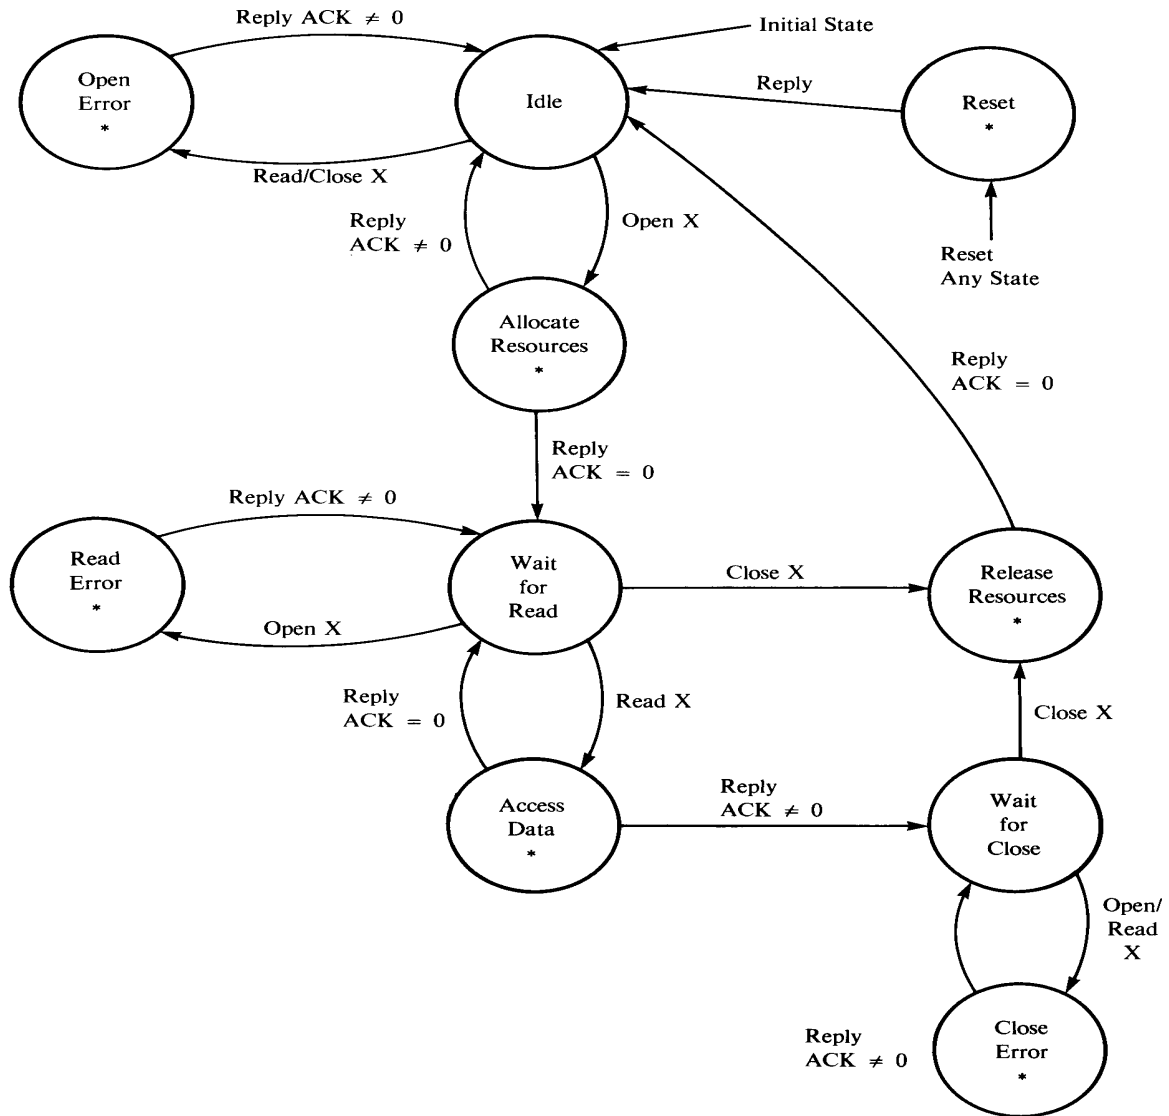 Reply ACK ≠ 0
Initial State
Open
Error
*
Idle
Reply
Reset
*
Read/Close X
Reply
ACK ≠ 0
Open X
Reset
Any State
Allocate
Resources
*
Reply
ACK = 0
Reply
ACK = 0
Reply ACK ≠ 0
Read
Error
*
Wait
for
Read
Close X
Release
Resources
*
Open X
Reply
ACK = 0
Read X
Close X
Access
Data
*
Reply
ACK ≠ 0
Wait
for
Close
Open/
Read
X
Reply
ACK ≠ 0
Close
Error
*